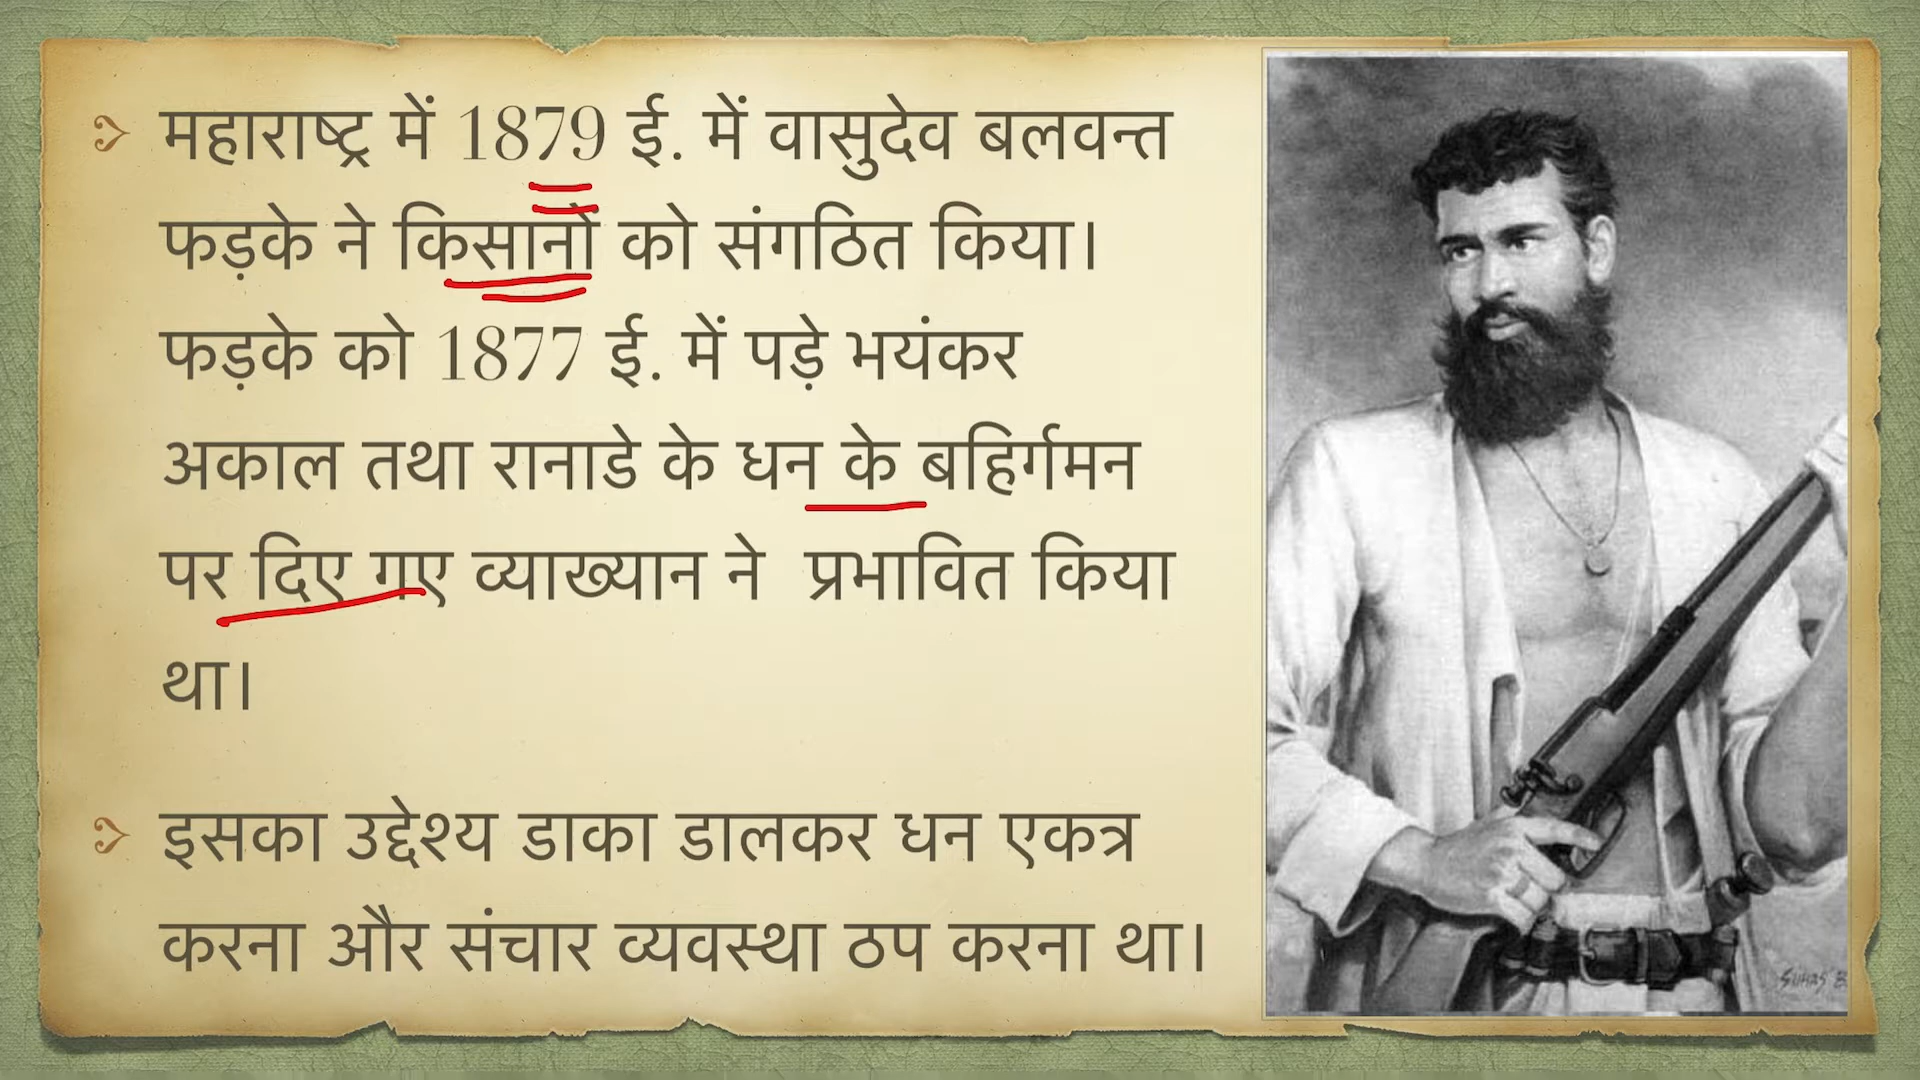 महाराष्ट्र में 1879 ई. में वासुदेव बलवन्त
फड़के ने किसानों को संगठित किया।
फड़के को 1877 ई. में पड़े भयंकर
अकाल तथा रानाडे के धन के बहिर्गमन
पर दिए गए व्याख्यान ने प्रभावित किया
था।
इसका उद्देश्य डाका डालकर धन एकत्र
करना और संचार व्यवस्था ठप करना था।